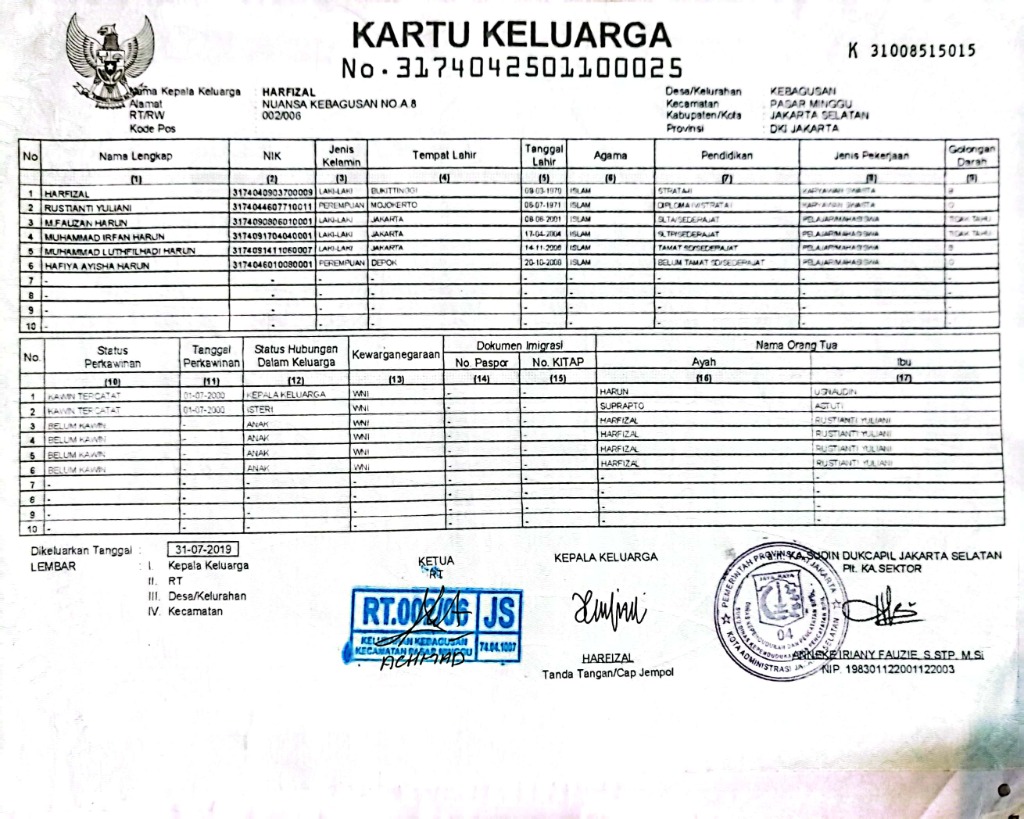 KARTU KELUARGA
No. 3174042501100025
K 31008515015
Nama Kepala Keluarga : HARFIZAL
Alamat : NUANSA KEBAGUSAN NO.A 8
RT/RW : 002/006
Kode Pos :
Desa/Kelurahan : KEBAGUSAN
Kecamatan : PASAR MINGGU
Kabupaten/Kota : JAKARTA SELATAN
Provinsi : DKI JAKARTA
No Nama Lengkap NIK Jenis Kelamin Tempat Lahir Tanggal Lahir Agama Pendidikan Jenis Pekerjaan Golongan Darah
(1) (2) (3) (4) (5) (6) (7) (8) (9)
1 HARFIZAL 3174040903700009 LAKI-LAKI BUKITTINGGI 09-03-1970 ISLAM STRATA II KARYAWAN SWASTA
2 RUSTIANTI YULIANI 3174044607710011 PEREMPUAN MOJOKERTO 06-07-1971 ISLAM DIPLOMA IV/STRATA I KARYAWAN SWASTA
3 M.FAUZAN HARUN 3174090806010001 LAKI-LAKI JAKARTA 08-06-2001 ISLAM SLTA/SEDERAJAT PELAJAR/MAHASISWA TIDAK TAHU
4 MUHAMMAD IRFAN HARUN 3174091704040001 LAKI-LAKI JAKARTA 17-04-2004 ISLAM SLTP/SEDERAJAT PELAJAR/MAHASISWA TIDAK TAHU
5 MUHAMMAD LUTHFILHADI HARUN 3174091411060007 LAKI-LAKI JAKARTA 14-11-2006 ISLAM TAMAT SD/SEDERAJAT PELAJAR/MAHASISWA
6 HAFIYA AYISHA HARUN 3174046010080001 PEREMPUAN DEPOK 20-10-2008 ISLAM BELUM TAMAT SD/SEDERAJAT PELAJAR/MAHASISWA
7 - - - - - - - -
8 - - - - - - - -
9 - - - - - - - -
10 - - - - - - - -
No. Status Perkawinan Tanggal Perkawinan Status Hubungan Dalam Keluarga Kewarganegaraan Dokumen Imigrasi Nama Orang Tua
No. Paspor No. KITAP Ayah Ibu
(10) (11) (12) (13) (14) (15) (16) (17)
1 KAWIN TERCATAT 01-07-2000 KEPALA KELUARGA WNI - - HARUN
2 KAWIN TERCATAT 01-07-2000 ISTERI WNI - - SUPRAPTO ASTUTI
3 BELUM KAWIN - ANAK WNI - - HARFIZAL RUSTIANTI YULIANI
4 BELUM KAWIN - ANAK WNI - - HARFIZAL RUSTIANTI YULIANI
5 BELUM KAWIN - ANAK WNI - - HARFIZAL RUSTIANTI YULIANI
6 BELUM KAWIN - ANAK WNI - - HARFIZAL RUSTIANTI YULIANI
7 - - - - - - - -
8 - - - - - - - -
9 - - - - - - - -
10 - - - - - - - -
Dikeluarkan Tanggal : 31-07-2019
LEMBAR : I. Kepala Keluarga
II. RT
III. Desa/Kelurahan
IV. Kecamatan
KETUA
RT
RT.002/06 JS
KELURAHAN KEBAGUSAN
KECAMATAN PASAR MINGGU 74.04.1007
ACHMAD
KEPALA KELUARGA
HARFIZAL
Tanda Tangan/Cap Jempol
KA.SUDIN DUKCAPIL JAKARTA SELATAN
Plt. KA.SEKTOR
PEMERINTAH PROVINSI DKI JAKARTA
JAYA RAYA
04
KOTA ADMINISTRASI JAKARTA SELATAN
ANNEKE IRIANY FAUZIE, S.STP, M.Si
NIP. 198301122001122003